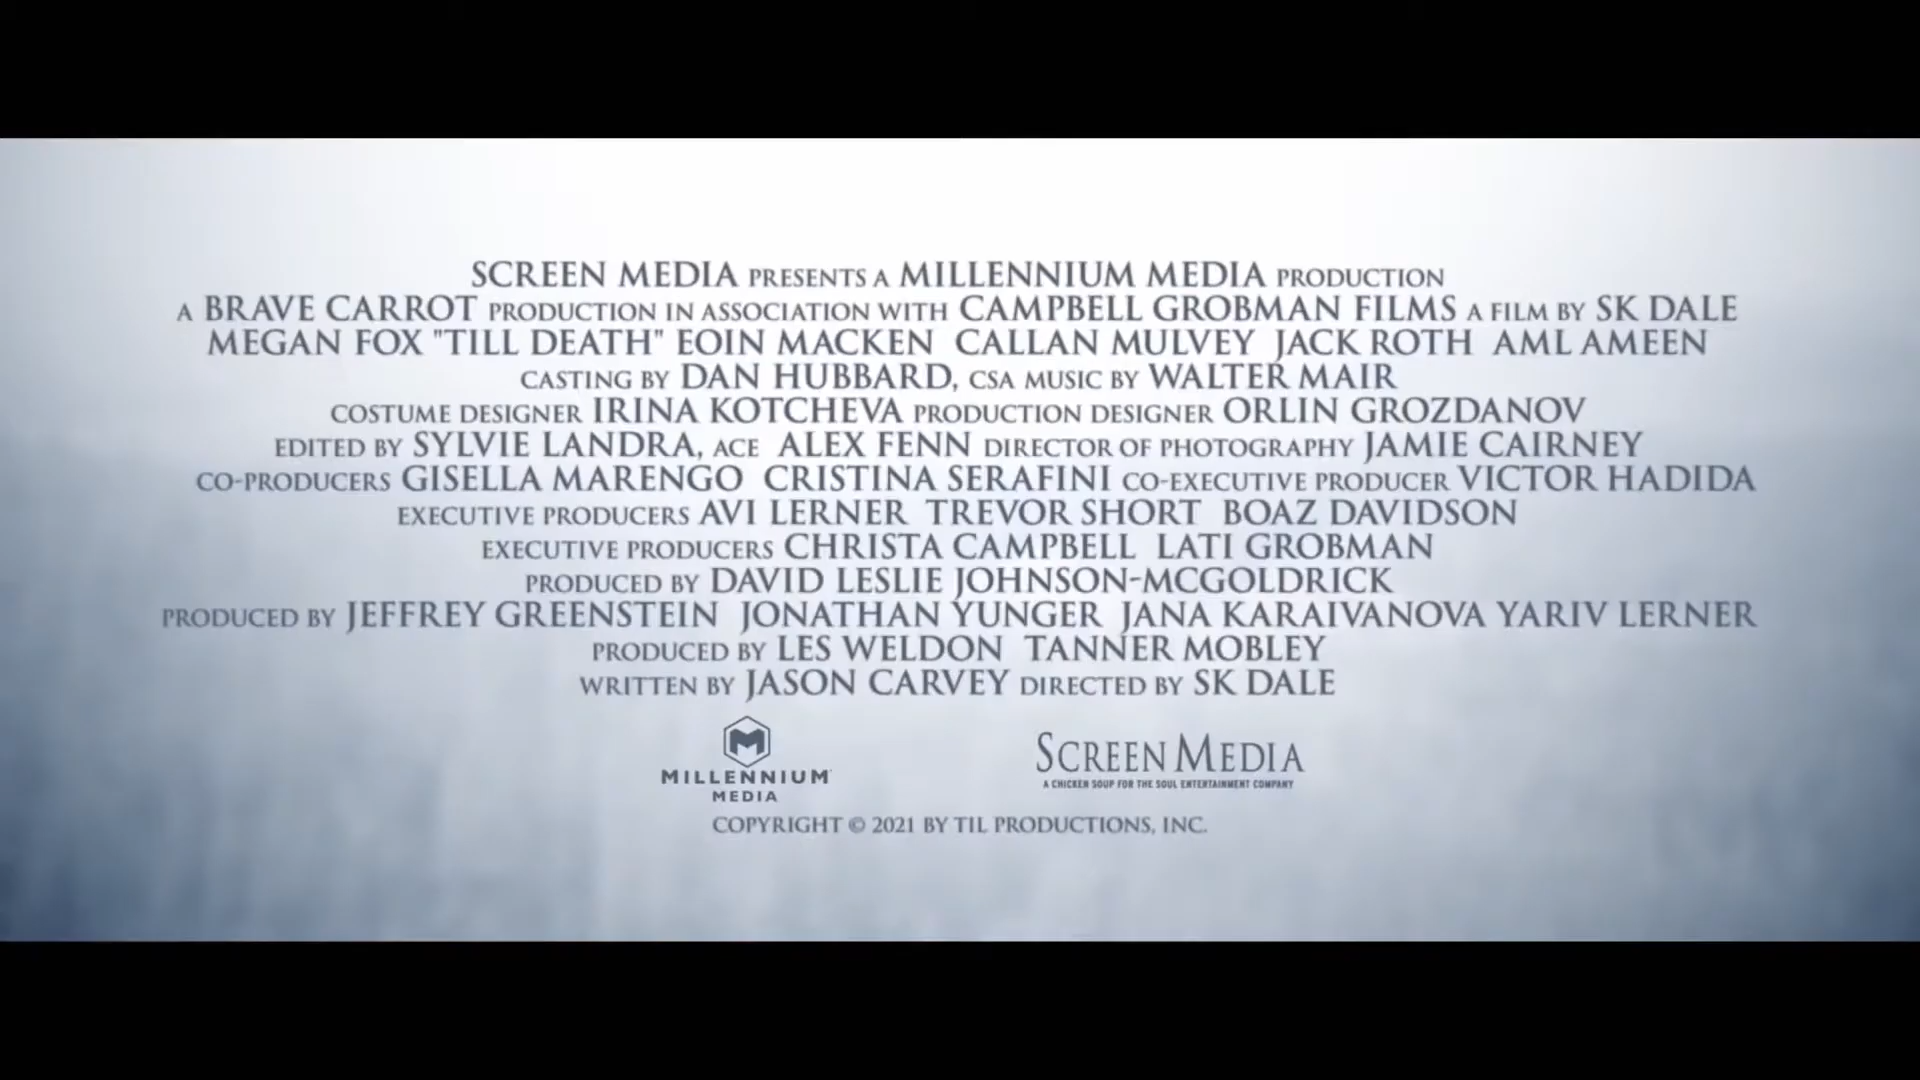 SCREEN MEDIA PRESENTS A MILLENNIUM MEDIA PRODUCTION
A BRAVE CARROT PRODUCTION IN ASSOCIATION WITH CAMPBELL GROBMAN FILMS A FILM BY SK DALE
MEGAN FOX "TILL DEATH" EOIN MACKEN CALLAN MULVEY JACK ROTH AML AMEEN
CASTING BY DAN HUBBARD, CSA MUSIC BY WALTER MAIR
COSTUME DESIGNER IRINA KOTCHEVA PRODUCTION DESIGNER ORLIN GROZDANOV
EDITED BY SYLVIE LANDRA, ACE ALEX FENN DIRECTOR OF PHOTOGRAPHY JAMIE CAIRNEY
CO-PRODUCERS GISELLA MARENGO CRISTINA SERAFINI CO-EXECUTIVE PRODUCER VICTOR HADIDA
EXECUTIVE PRODUCERS AVI LERNER TREVOR SHORT BOAZ DAVIDSON
EXECUTIVE PRODUCERS CHRISTA CAMPBELL LATI GROBMAN
PRODUCED BY DAVID LESLIE JOHNSON-MCGOLDRICK
PRODUCED BY JEFFREY GREENSTEIN JONATHAN YUNGER JANA KARAIVANOVA YARIV LERNER
PRODUCED BY LES WELDON TANNER MOBLEY
WRITTEN BY JASON CARVEY DIRECTED BY SK DALE
MILLENNIUM
MEDIA
SCREEN MEDIA
A CHICKEN SOUP FOR THE SOUL ENTERTAINMENT COMPANY
COPYRIGHT © 2021 BY TIL PRODUCTIONS, INC.